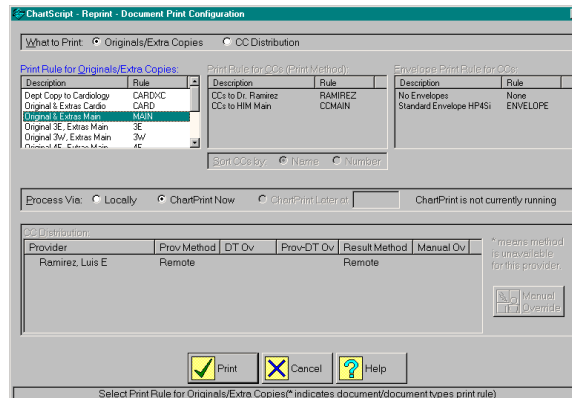 ChartScript - Reprint - Document Print Configuration
What to Print: Originals/Extra Copies CC Distribution
Print Rule for Originals/Extra Copies: Print Rule for CCs (Print Method): Envelope Print Rule for CCs:
Description Rule Description Rule Description Rule
Dept Copy to Cardiology CARDXC CCs to Dr. Ramirez RAMIREZ No Envelopes None
Original & Extras Cardio CARD CCs to HIM Main CCMAIN Standard Envelope HP4Si ENVELOPE
Original & Extras Main MAIN
Original 3E, Extras Main 3E
Original 3W, Extras Main 3W
Original 4E, Extras Main 4E
Sort CCs by: Name Number
Process Via: Locally ChartPrint Now ChartPrint Later at ChartPrint is not currently running
CC Distribution:
Provider Prov Method DT Ov Prov-DT Ov Result Method Manual Ov
Ramirez, Luis E Remote Remote
* means method
is unavailable
for this provider.
Manual
Override
Print Cancel Help
Select Print Rule for Originals/Extra Copies(* indicates document/document types print rule)